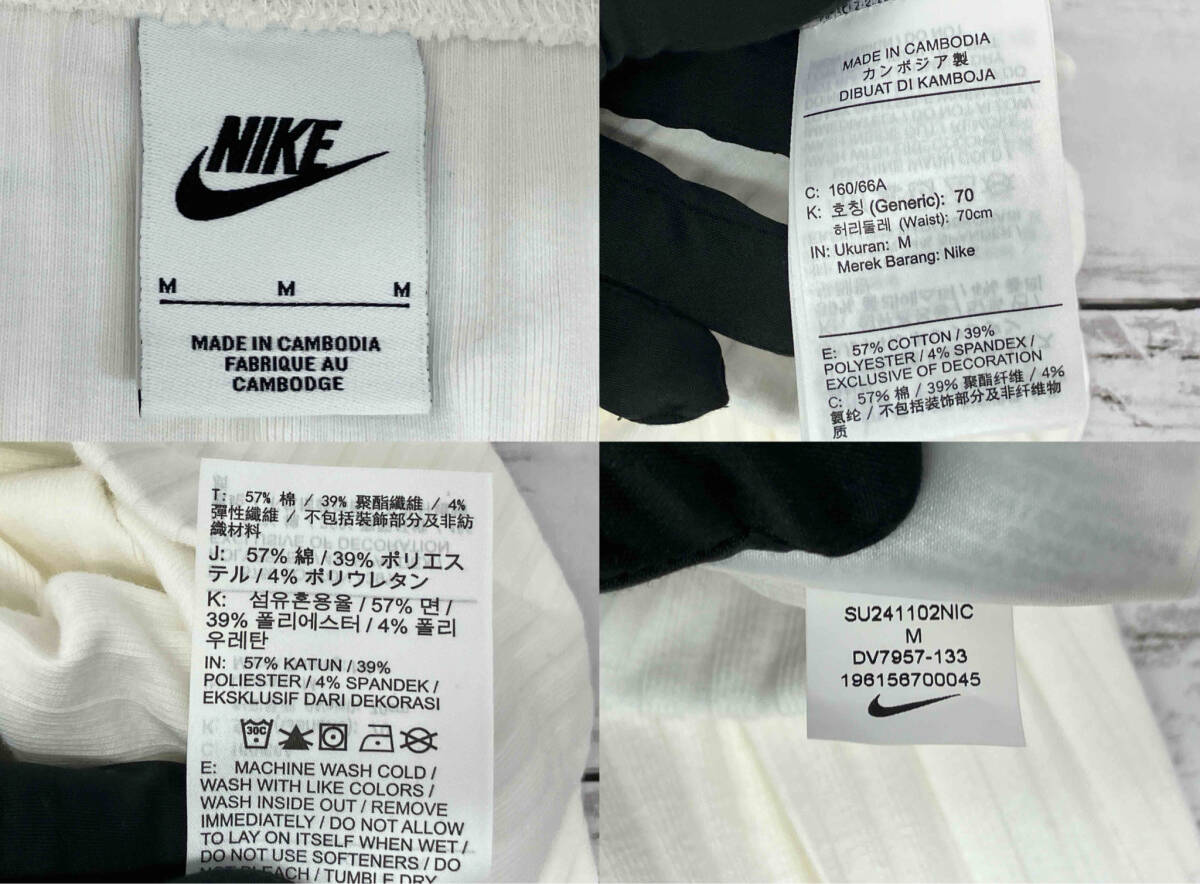 NIKE
M M M
MADE IN CAMBODIA
FABRIQUE AU
CAMBODGE
MADE IN CAMBODIA
カンボジア製
DIBUAT DI KAMBOJA
C: 160/66A
K: 호칭 (Generic): 70
허리둘레 (Waist): 70cm
IN: Ukuran: M
Merek Barang: Nike
E: 57% COTTON / 39%
POLYESTER / 4% SPANDEX /
EXCLUSIVE OF DECORATION
C: 57% 棉 / 39% 聚酯纤维 / 4%
氨纶 / 不包括装饰部分及非纤维物
质
T: 57% 棉 / 39% 聚酯纖維 / 4%
彈性纖維 / 不包括裝飾部分及非紡
織材料
J: 57% 綿 / 39% ポリエス
テル / 4% ポリウレタン
K: 섬유혼용율 / 57% 면 /
39% 폴리에스터 / 4% 폴리
우레탄
IN: 57% KATUN / 39%
POLIESTER / 4% SPANDEK /
EKSKLUSIF DARI DEKORASI
30C
E: MACHINE WASH COLD /
WASH WITH LIKE COLORS /
WASH INSIDE OUT / REMOVE
IMMEDIATELY / DO NOT ALLOW
TO LAY ON ITSELF WHEN WET /
DO NOT USE SOFTENERS / DO
NOT BLEACH / TUMBLE DRY
SU241102NIC
M
DV7957-133
196156700045